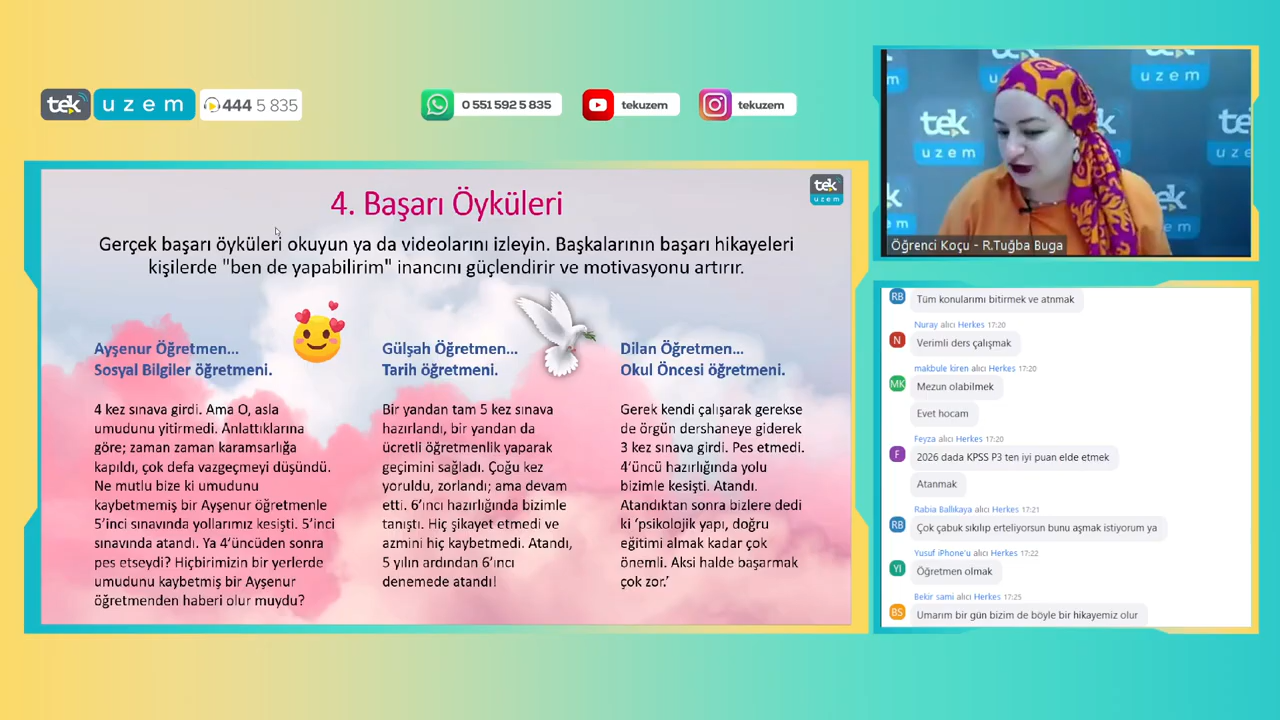 tek uzem
444 5 835
0 551 592 5 835
tekuzem
tekuzem
tek uzem
4. Başarı Öyküleri
Gerçek başarı öyküleri okuyun ya da videolarını izleyin. Başkalarının başarı hikayeleri
kişilerde "ben de yapabilirim" inancını güçlendirir ve motivasyonu artırır.
Ayşenur Öğretmen...
Sosyal Bilgiler öğretmeni.
4 kez sınava girdi. Ama O, asla
umudunu yitirmedi. Anlattıklarına
göre; zaman zaman karamsarlığa
kapıldı, çok defa vazgeçmeyi düşündü.
Ne mutlu bize ki umudunu
kaybetmemiş bir Ayşenur öğretmenle
5'inci sınavında yollarımız kesişti. 5'inci
sınavında atandı. Ya 4'üncüden sonra
pes etseydi? Hiçbirimizin bir yerlerde
umudunu kaybetmiş bir Ayşenur
öğretmenden haberi olur muydu?
Gülşah Öğretmen...
Tarih öğretmeni.
Bir yandan tam 5 kez sınava
hazırlandı, bir yandan da
ücretli öğretmenlik yaparak
geçimini sağladı. Çoğu kez
yoruldu, zorlandı; ama devam
etti. 6'ıncı hazırlığında bizimle
tanıştı. Hiç şikayet etmedi ve
azmini hiç kaybetmedi. Atandı,
5 yılın ardından 6'ıncı
denemede atandı!
Dilan Öğretmen...
Okul Öncesi öğretmeni.
Gerek kendi çalışarak gerekse
de örgün dershaneye giderek
3 kez sınava girdi. Pes etmedi.
4'üncü hazırlığında yolu
bizimle kesişti. Atandı.
Atandıktan sonra bizlere dedi
ki 'psikolojik yapı, doğru
eğitimi almak kadar çok
önemli. Aksi halde başarmak
çok zor.'
tek uzem
tek uzem
Öğrenci Koçu - R.Tuğba Buga
RB
Tüm konularımı bitirmek ve atnmak
Nuray alıcı Herkes 17:20
N
Verimli ders çalışmak
makbule kiren alıcı Herkes 17:20
MK
Mezun olabilmek
Evet hocam
Feyza alıcı Herkes 17:20
F
2026 dada KPSS P3 ten iyi puan elde etmek
Atanmak
Rabia Ballıkaya alıcı Herkes 17:21
RB
Çok çabuk sıkılıp erteliyorsun bunu aşmak istiyorum ya
Yusuf iPhone'u alıcı Herkes 17:22
YI
Öğretmen olmak
Bekir sami alıcı Herkes 17:25
BS
Umarım bir gün bizim de böyle bir hikayemiz olur